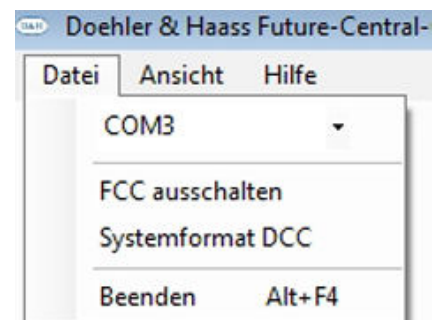 D&H Doehler & Haass Future-Central-
Datei Ansicht Hilfe
COM3
FCC ausschalten
Systemformat DCC
Beenden Alt+F4